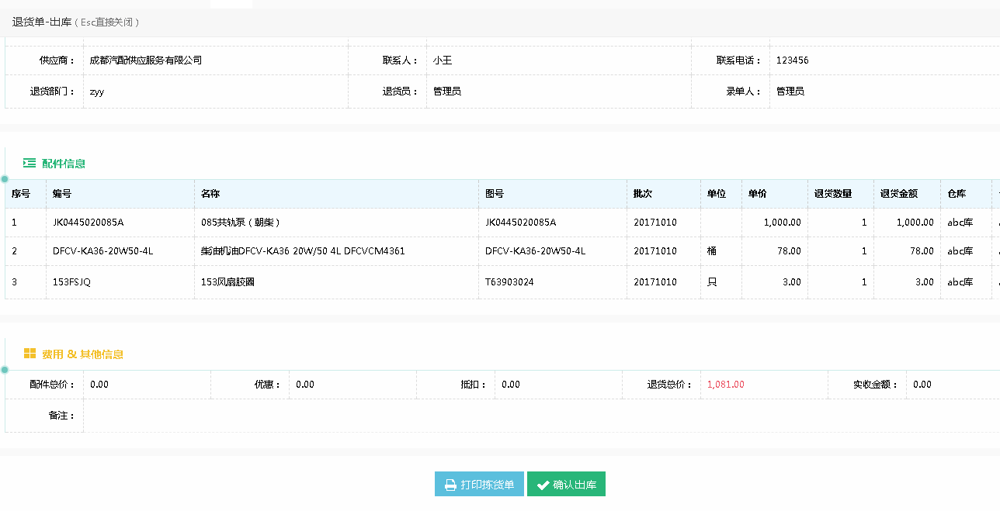 退货单-出库 ( Esc直接关闭 )
供应商： 成都汽配供应服务有限公司 联系人： 小王 联系电话： 123456
退货部门： zyy 退货员： 管理员 录单人： 管理员
配件信息
序号 编号 名称 图号 批次 单位 单价 退货数量 退货金额 仓库
1 JK0445020085A 085共轨泵（朝柴） JK0445020085A 20171010 1,000.00 1 1,000.00 abc库
2 DFCV-KA36-20W50-4L 柴油机油DFCV-KA36 20W/50 4L DFCVCM4361 DFCV-KA36-20W50-4L 20171010 桶 78.00 1 78.00 abc库
3 153FSJQ 153风扇胶圈 T63903024 20171010 只 3.00 1 3.00 abc库
费用 & 其他信息
配件总价： 0.00 优惠： 0.00 抵扣： 0.00 退货总价： 1,081.00 实收金额： 0.00
备注：
打印拣货单 确认出库